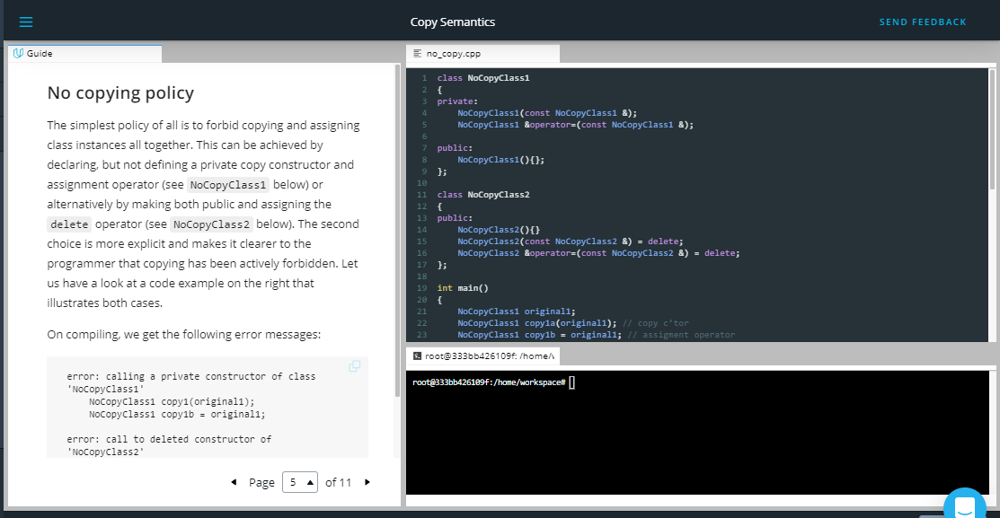 Copy Semantics
SEND FEEDBACK
Guide
No copying policy
The simplest policy of all is to forbid copying and assigning
class instances all together. This can be achieved by
declaring, but not defining a private copy constructor and
assignment operator (see NoCopyClass1 below) or
alternatively by making both public and assigning the
delete operator (see NoCopyClass2 below). The second
choice is more explicit and makes it clearer to the
programmer that copying has been actively forbidden. Let
us have a look at a code example on the right that
illustrates both cases.
On compiling, we get the following error messages:
error: calling a private constructor of class
'NoCopyClass1'
    NoCopyClass1 copy1(original1);
    NoCopyClass1 copy1b = original1;
error: call to deleted constructor of
'NoCopyClass2'
Page 5 of 11
no_copy.cpp
1 class NoCopyClass1
2 {
3 private:
4     NoCopyClass1(const NoCopyClass1 &);
5     NoCopyClass1 &operator=(const NoCopyClass1 &);
6
7 public:
8     NoCopyClass1(){};
9 };
10
11 class NoCopyClass2
12 {
13 public:
14     NoCopyClass2(){}
15     NoCopyClass2(const NoCopyClass2 &) = delete;
16     NoCopyClass2 &operator=(const NoCopyClass2 &) = delete;
17 };
18
19 int main()
20 {
21     NoCopyClass1 original1;
22     NoCopyClass1 copy1a(original1); // copy c'tor
23     NoCopyClass1 copy1b = original1; // assigment operator
root@333bb426109f: /home/w
root@333bb426109f:/home/workspace#